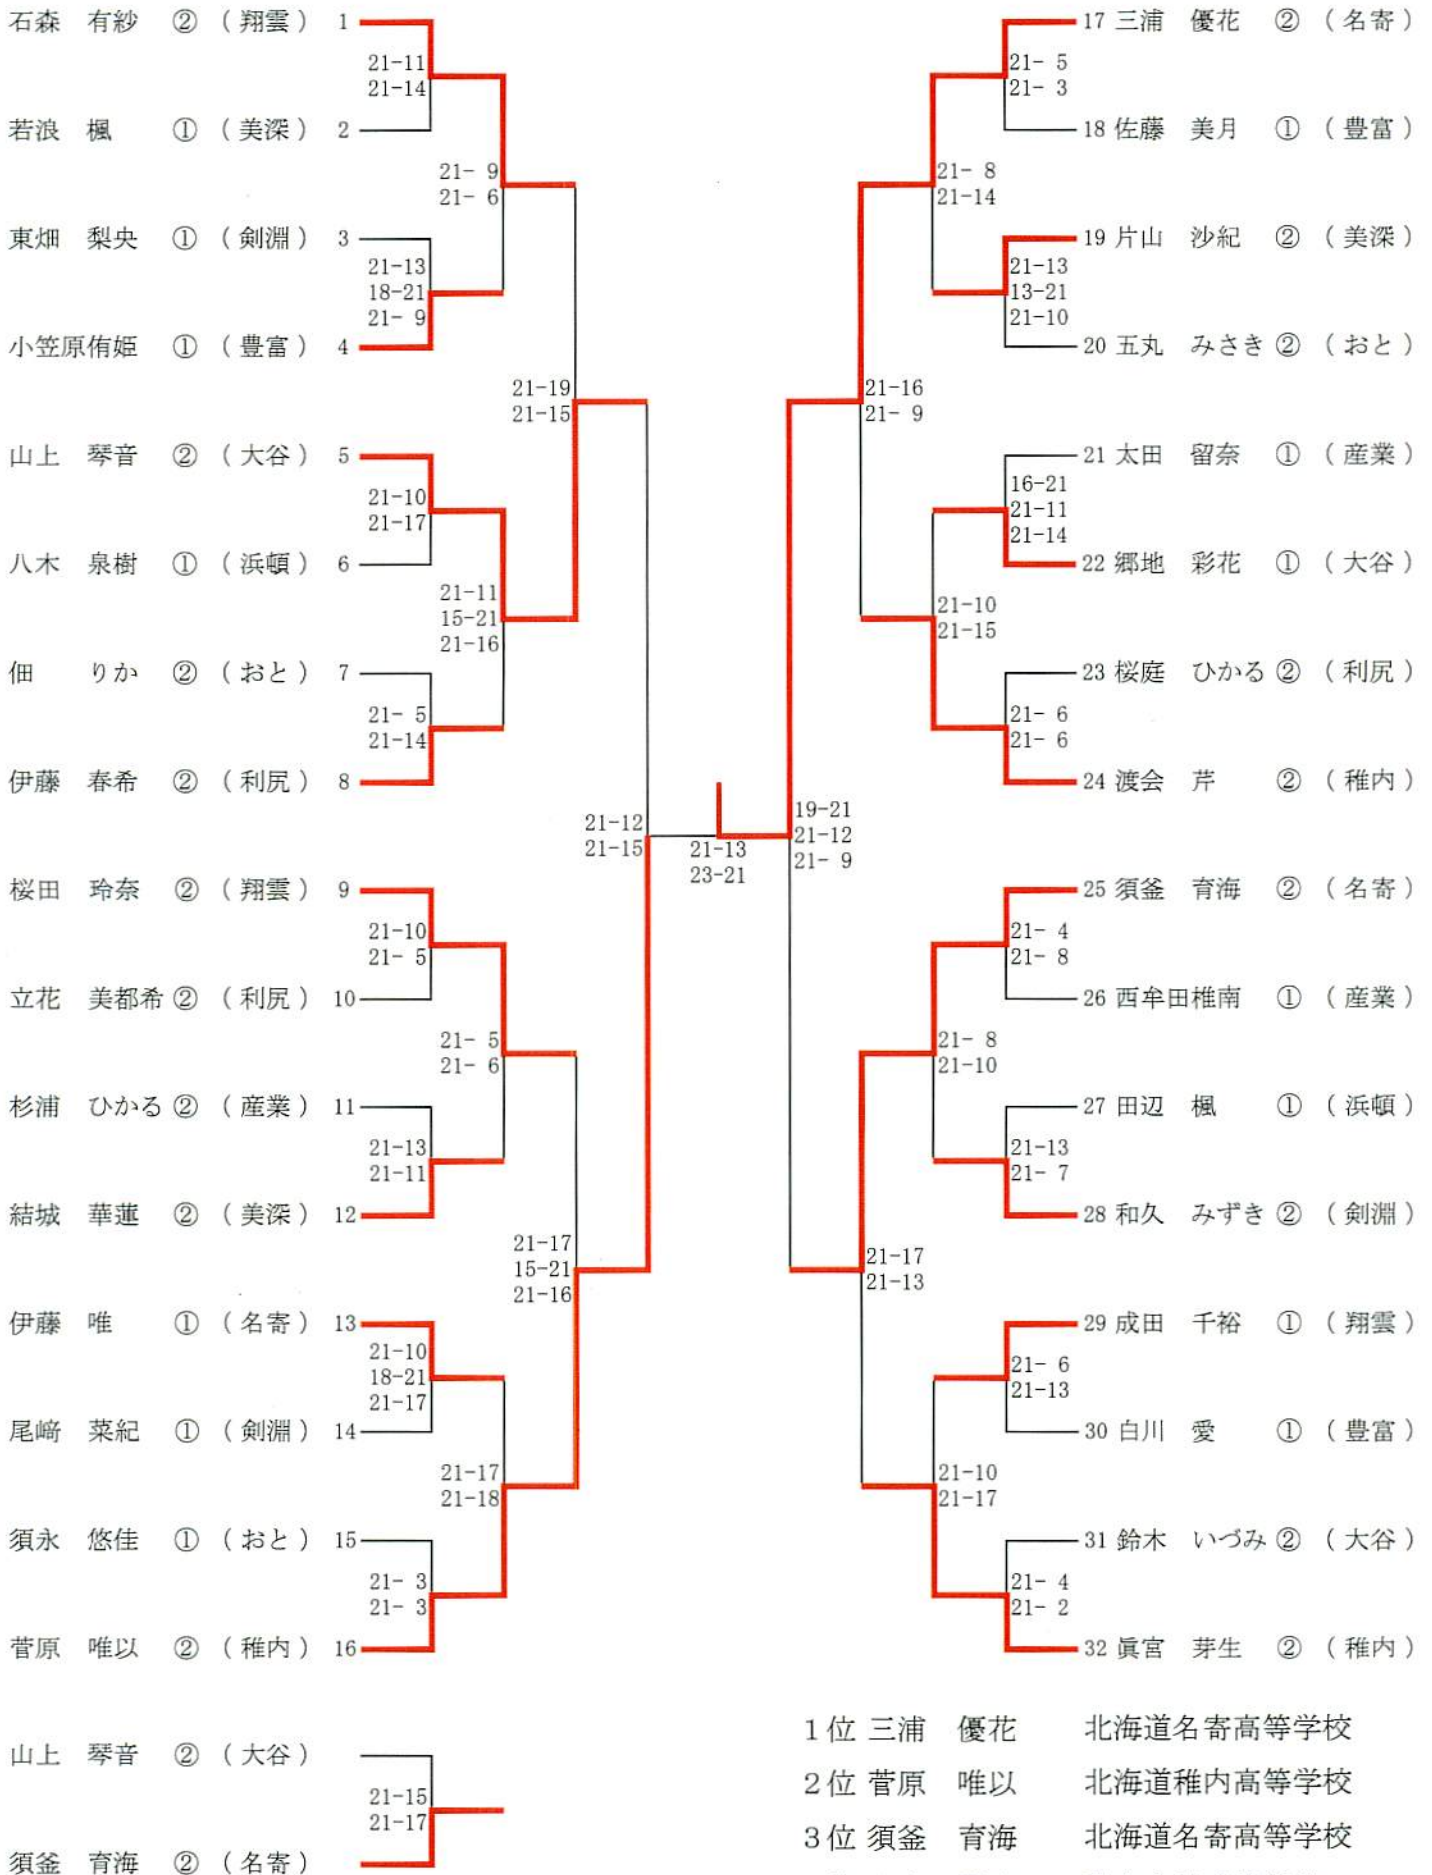 石森 有紗 ② （翔雲） 1
21-11
21-14
若浪 楓 ① （美深） 2
21- 9
21- 6
東畑 梨央 ① （剣淵） 3
21-13
18-21
21- 9
小笠原侑姫 ① （豊富） 4
21-19
21-15
山上 琴音 ② （大谷） 5
21-10
21-17
八木 泉樹 ① （浜頓） 6
21-11
15-21
21-16
佃 りか ② （おと） 7
21- 5
21-14
伊藤 春希 ② （利尻） 8
21-12
21-15
桜田 玲奈 ② （翔雲） 9
21-10
21- 5
立花 美都希 ② （利尻） 10
21- 5
21- 6
杉浦 ひかる ② （産業） 11
21-13
21-11
結城 華蓮 ② （美深） 12
21-17
15-21
21-16
伊藤 唯 ① （名寄） 13
21-10
18-21
21-17
尾﨑 菜紀 ① （剣淵） 14
21-17
21-18
須永 悠佳 ① （おと） 15
21- 3
21- 3
菅原 唯以 ② （稚内） 16
21-13
23-21
17 三浦 優花 ② （名寄）
21- 5
21- 3
18 佐藤 美月 ① （豊富）
21- 8
21-14
19 片山 沙紀 ② （美深）
21-13
13-21
21-10
20 五丸 みさき ② （おと）
21-16
21- 9
21 太田 留奈 ① （産業）
16-21
21-11
21-14
22 郷地 彩花 ① （大谷）
21-10
21-15
23 桜庭 ひかる ② （利尻）
21- 6
21- 6
24 渡会 芹 ② （稚内）
19-21
21-12
21- 9
25 須釜 育海 ② （名寄）
21- 4
21- 8
26 西牟田椎南 ① （産業）
21- 8
21-10
27 田辺 楓 ① （浜頓）
21-13
21- 7
28 和久 みずき ② （剣淵）
21-17
21-13
29 成田 千裕 ① （翔雲）
21- 6
21-13
30 白川 愛 ① （豊富）
21-10
21-17
31 鈴木 いづみ ② （大谷）
21- 4
21- 2
32 眞宮 芽生 ② （稚内）
山上 琴音 ② （大谷）
21-15
21-17
須釜 育海 ② （名寄）
1位 三浦 優花 北海道名寄高等学校
2位 菅原 唯以 北海道稚内高等学校
3位 須釜 育海 北海道名寄高等学校